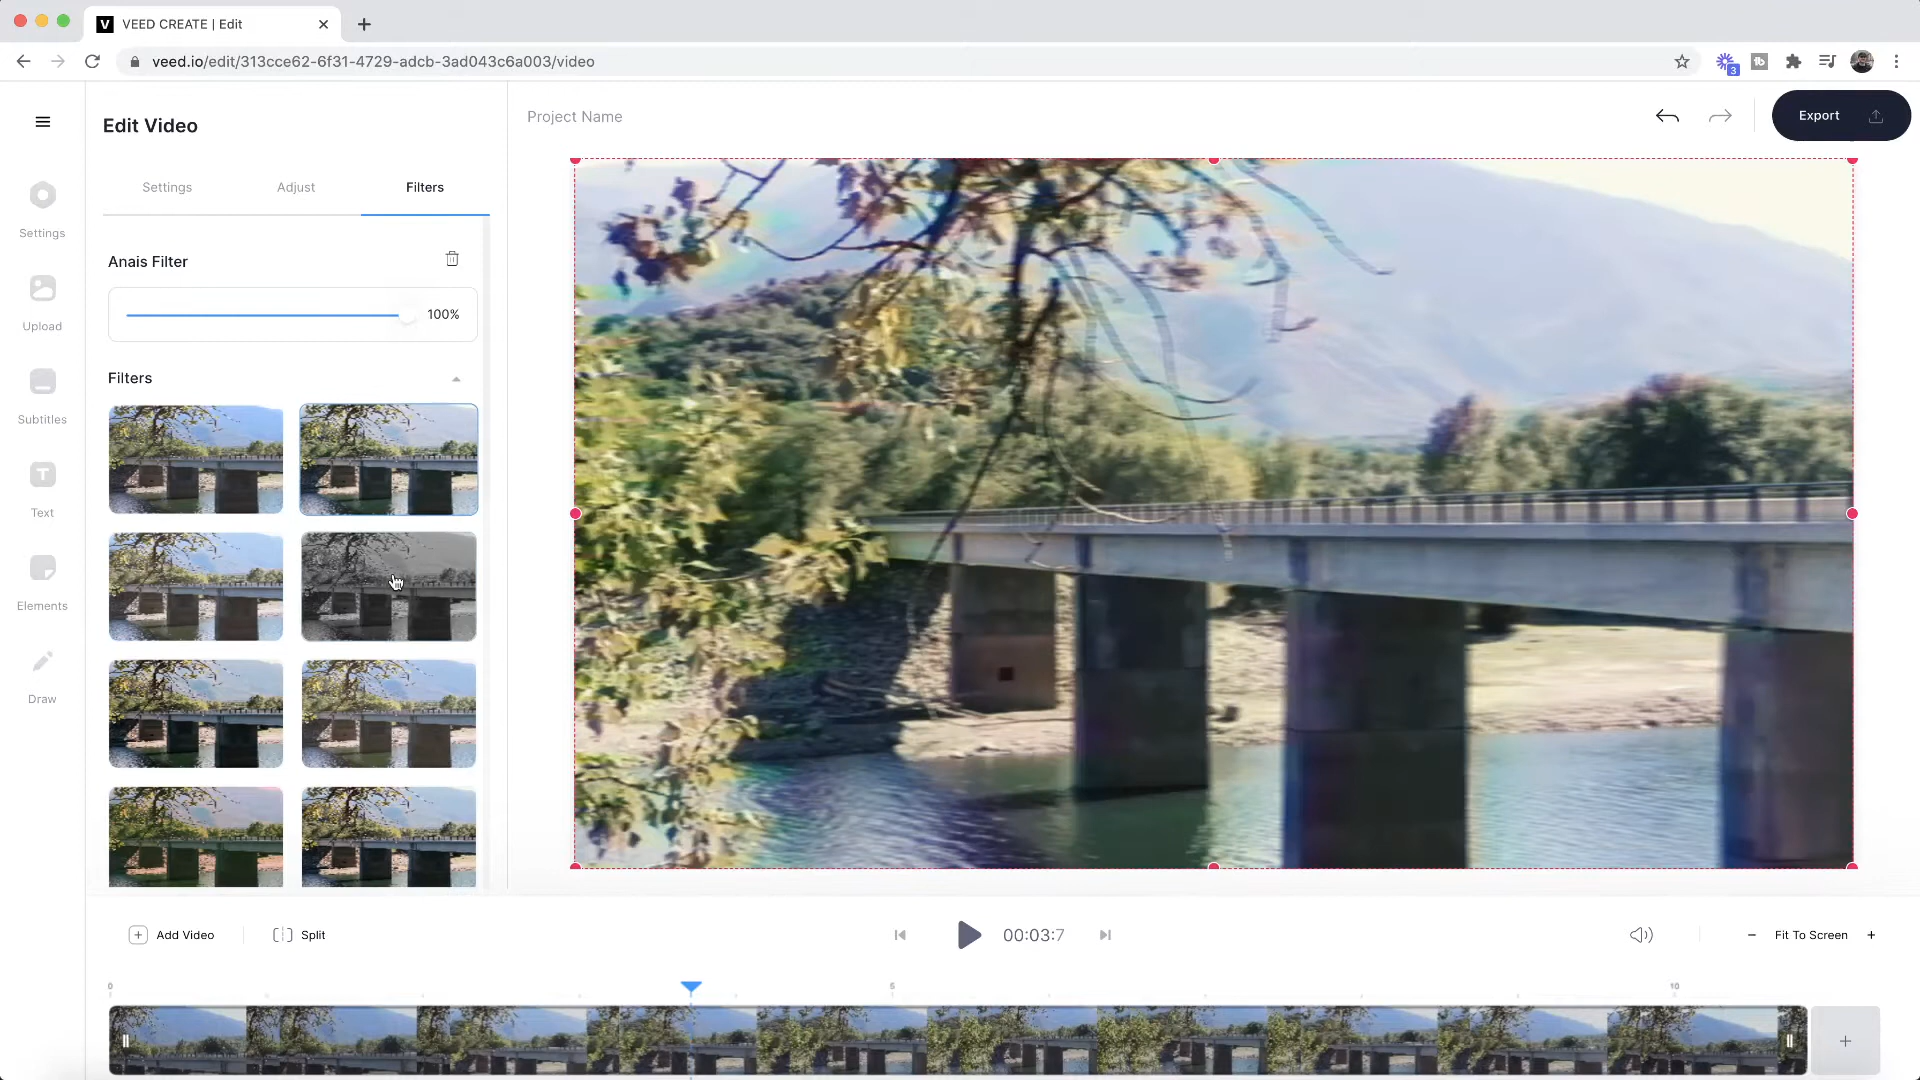 VEED CREATE | Edit
veed.io/edit/313cce62-6f31-4729-adcb-3ad043c6a003/video
3
Edit Video
Project Name
Export
Settings
Adjust
Filters
Settings
Upload
Subtitles
Text
Elements
Draw
Anais Filter
100%
Filters
Add Video
Split
00:03:7
Fit To Screen
0
5
10